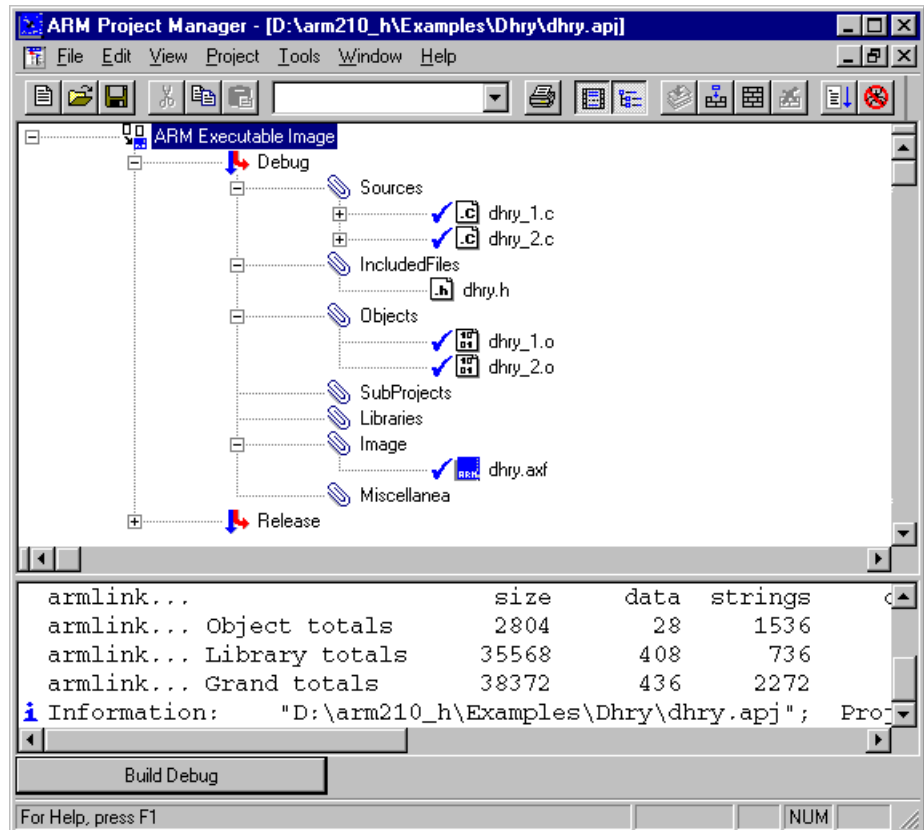 ARM Project Manager - [D:\arm210_h\Examples\Dhry\dhry.apj]
File Edit View Project Tools Window Help
ARM Executable Image
Debug
Sources
.c dhry_1.c
.c dhry_2.c
IncludedFiles
.h dhry.h
Objects
dhry_1.o
dhry_2.o
SubProjects
Libraries
Image
ARM dhry.axf
Miscellanea
Release
armlink... size data strings
armlink... Object totals 2804 28 1536
armlink... Library totals 35568 408 736
armlink... Grand totals 38372 436 2272
i Information: "D:\arm210_h\Examples\Dhry\dhry.apj"; Proj
Build Debug
For Help, press F1 NUM